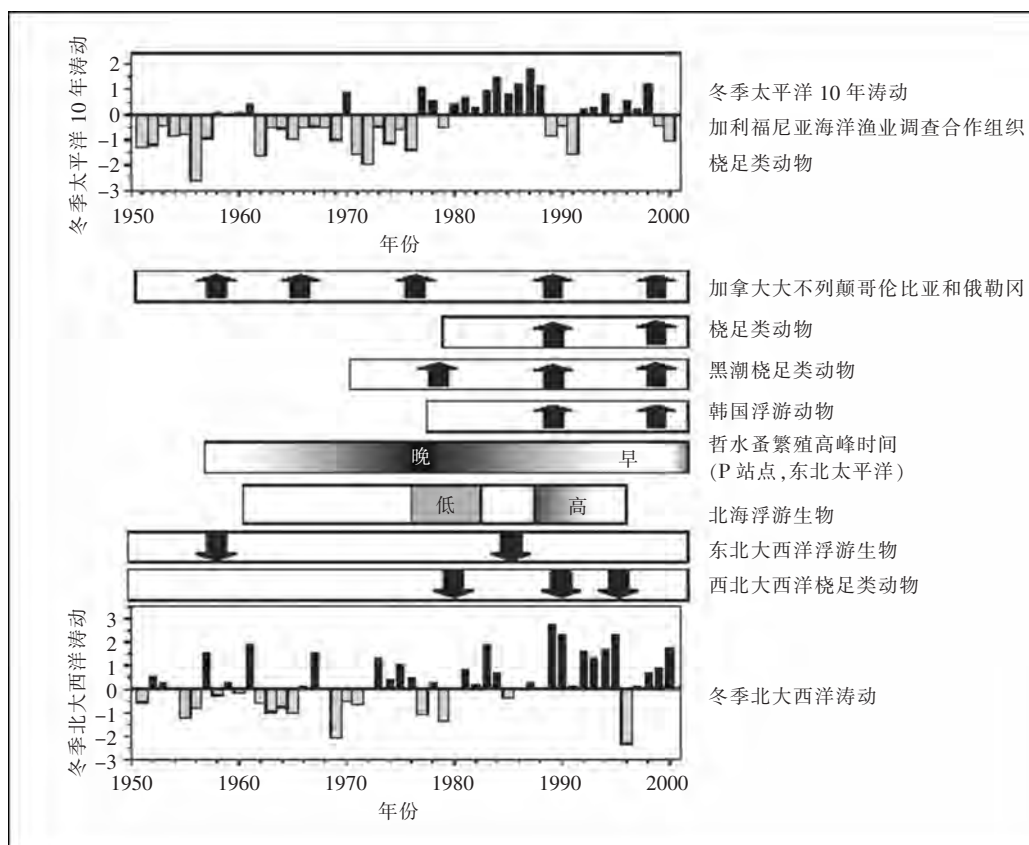 冬季太平洋 10 年涛动
2
1
0
-1
-2
-3
1950 1960 1970 1980 1990 2000
年份
冬季太平洋 10 年涛动
加利福尼亚海洋渔业调查合作组织
桡足类动物
加拿大大不列颠哥伦比亚和俄勒冈
桡足类动物
黑潮桡足类动物
韩国浮游动物
晚 早
哲水蚤繁殖高峰时间
(P 站点,东北太平洋)
低 高
北海浮游生物
东北大西洋浮游生物
西北大西洋桡足类动物
冬季北大西洋涛动
3
2
1
0
-1
-2
-3
1950 1960 1970 1980 1990 2000
年份
冬季北大西洋涛动